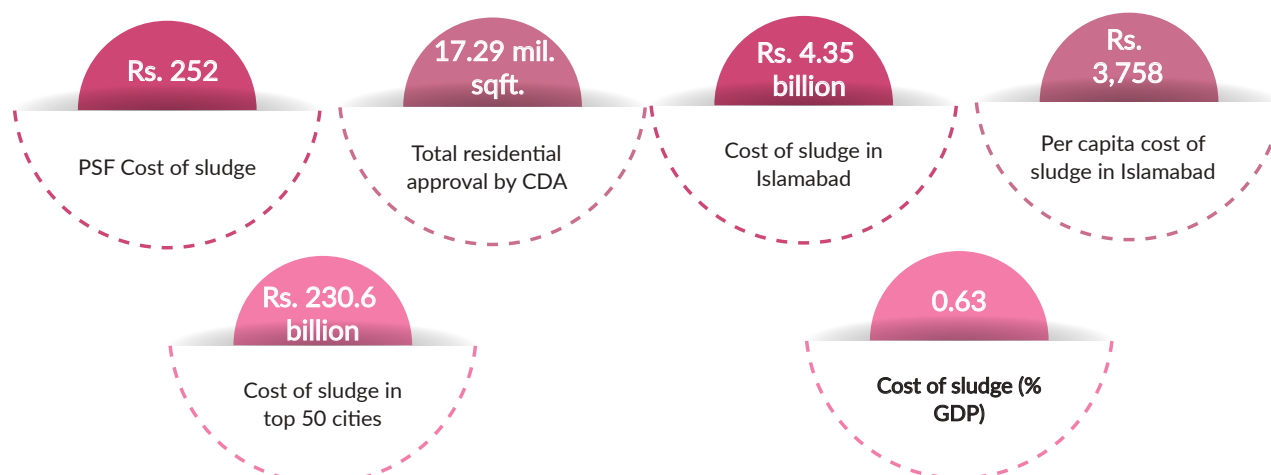 Rs. 252
PSF Cost of sludge
17.29 mil.
sqft.
Total residential
approval by CDA
Rs. 4.35
billion
Cost of sludge in
Islamabad
Rs.
3,758
Per capita cost of
sludge in Islamabad
Rs. 230.6
billion
Cost of sludge in
top 50 cities
0.63
Cost of sludge (%
GDP)